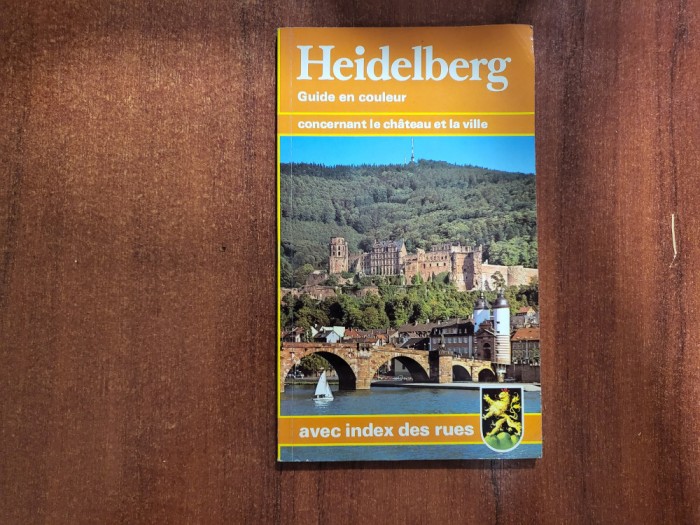 Heidelberg
Guide en couleur
concernant le château et la ville
avec index des rues